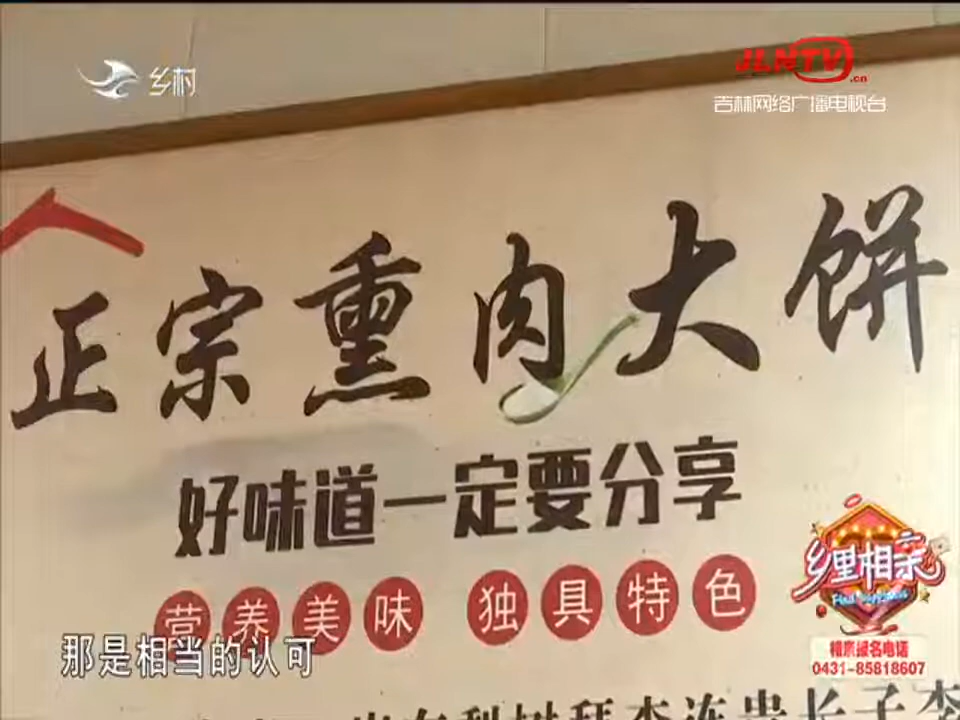 乡村
JLNTV.cn
吉林网络广播电视台
正宗熏肉大饼
好味道一定要分享
营养美味 独具特色
乡里相亲
那是相当的认可
相亲报名电话
0431-85818607